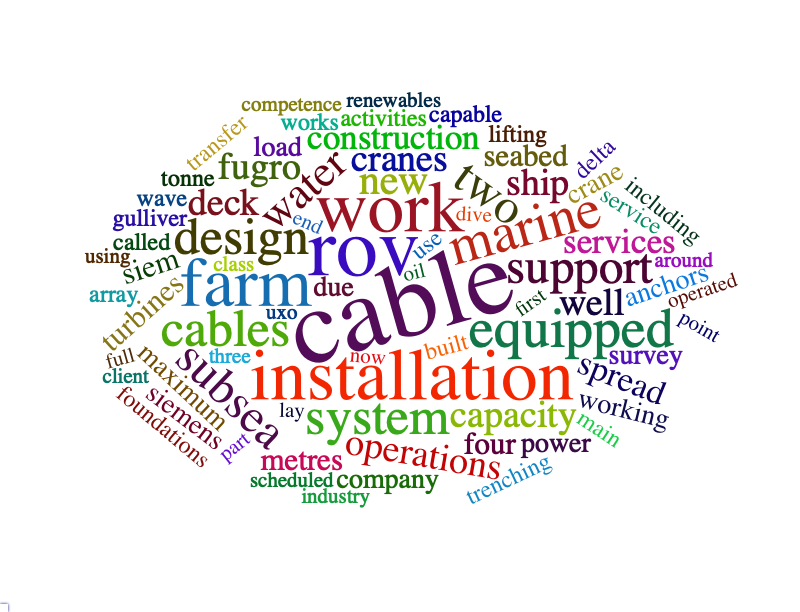 competence
renewables
transfer
works
activities
capable
load
construction
lifting
tonne
fugro
water
cranes
seabed
delta
wave
deck
new
two
ship
crane
including
gulliver
end
work
dive
marine
service
called
design
rov
use
services
using
siem
class
oil
support
around
array
farm
due
cable
first
well
anchors
operated
turbines
uxo
cables
equipped
point
full
three
now
built
survey
client
maximum
subsea
installation
spread
foundations
siemens
lay
system
capacity
working
part
main
metres
operations
four
power
scheduled
company
trenching
industry